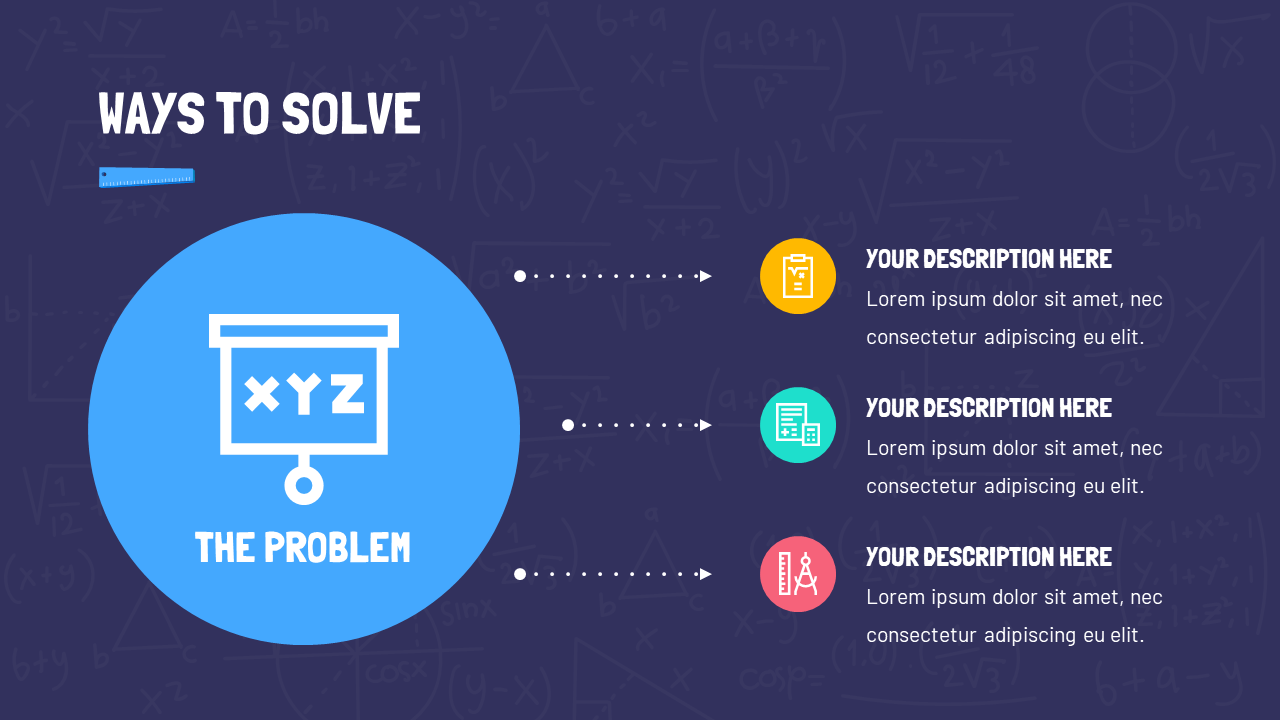 WAYS TO SOLVE
XYZ
THE PROBLEM
YOUR DESCRIPTION HERE
Lorem ipsum dolor sit amet, nec
consectetur adipiscing eu elit.
YOUR DESCRIPTION HERE
Lorem ipsum dolor sit amet, nec
consectetur adipiscing eu elit.
YOUR DESCRIPTION HERE
Lorem ipsum dolor sit amet, nec
consectetur adipiscing eu elit.